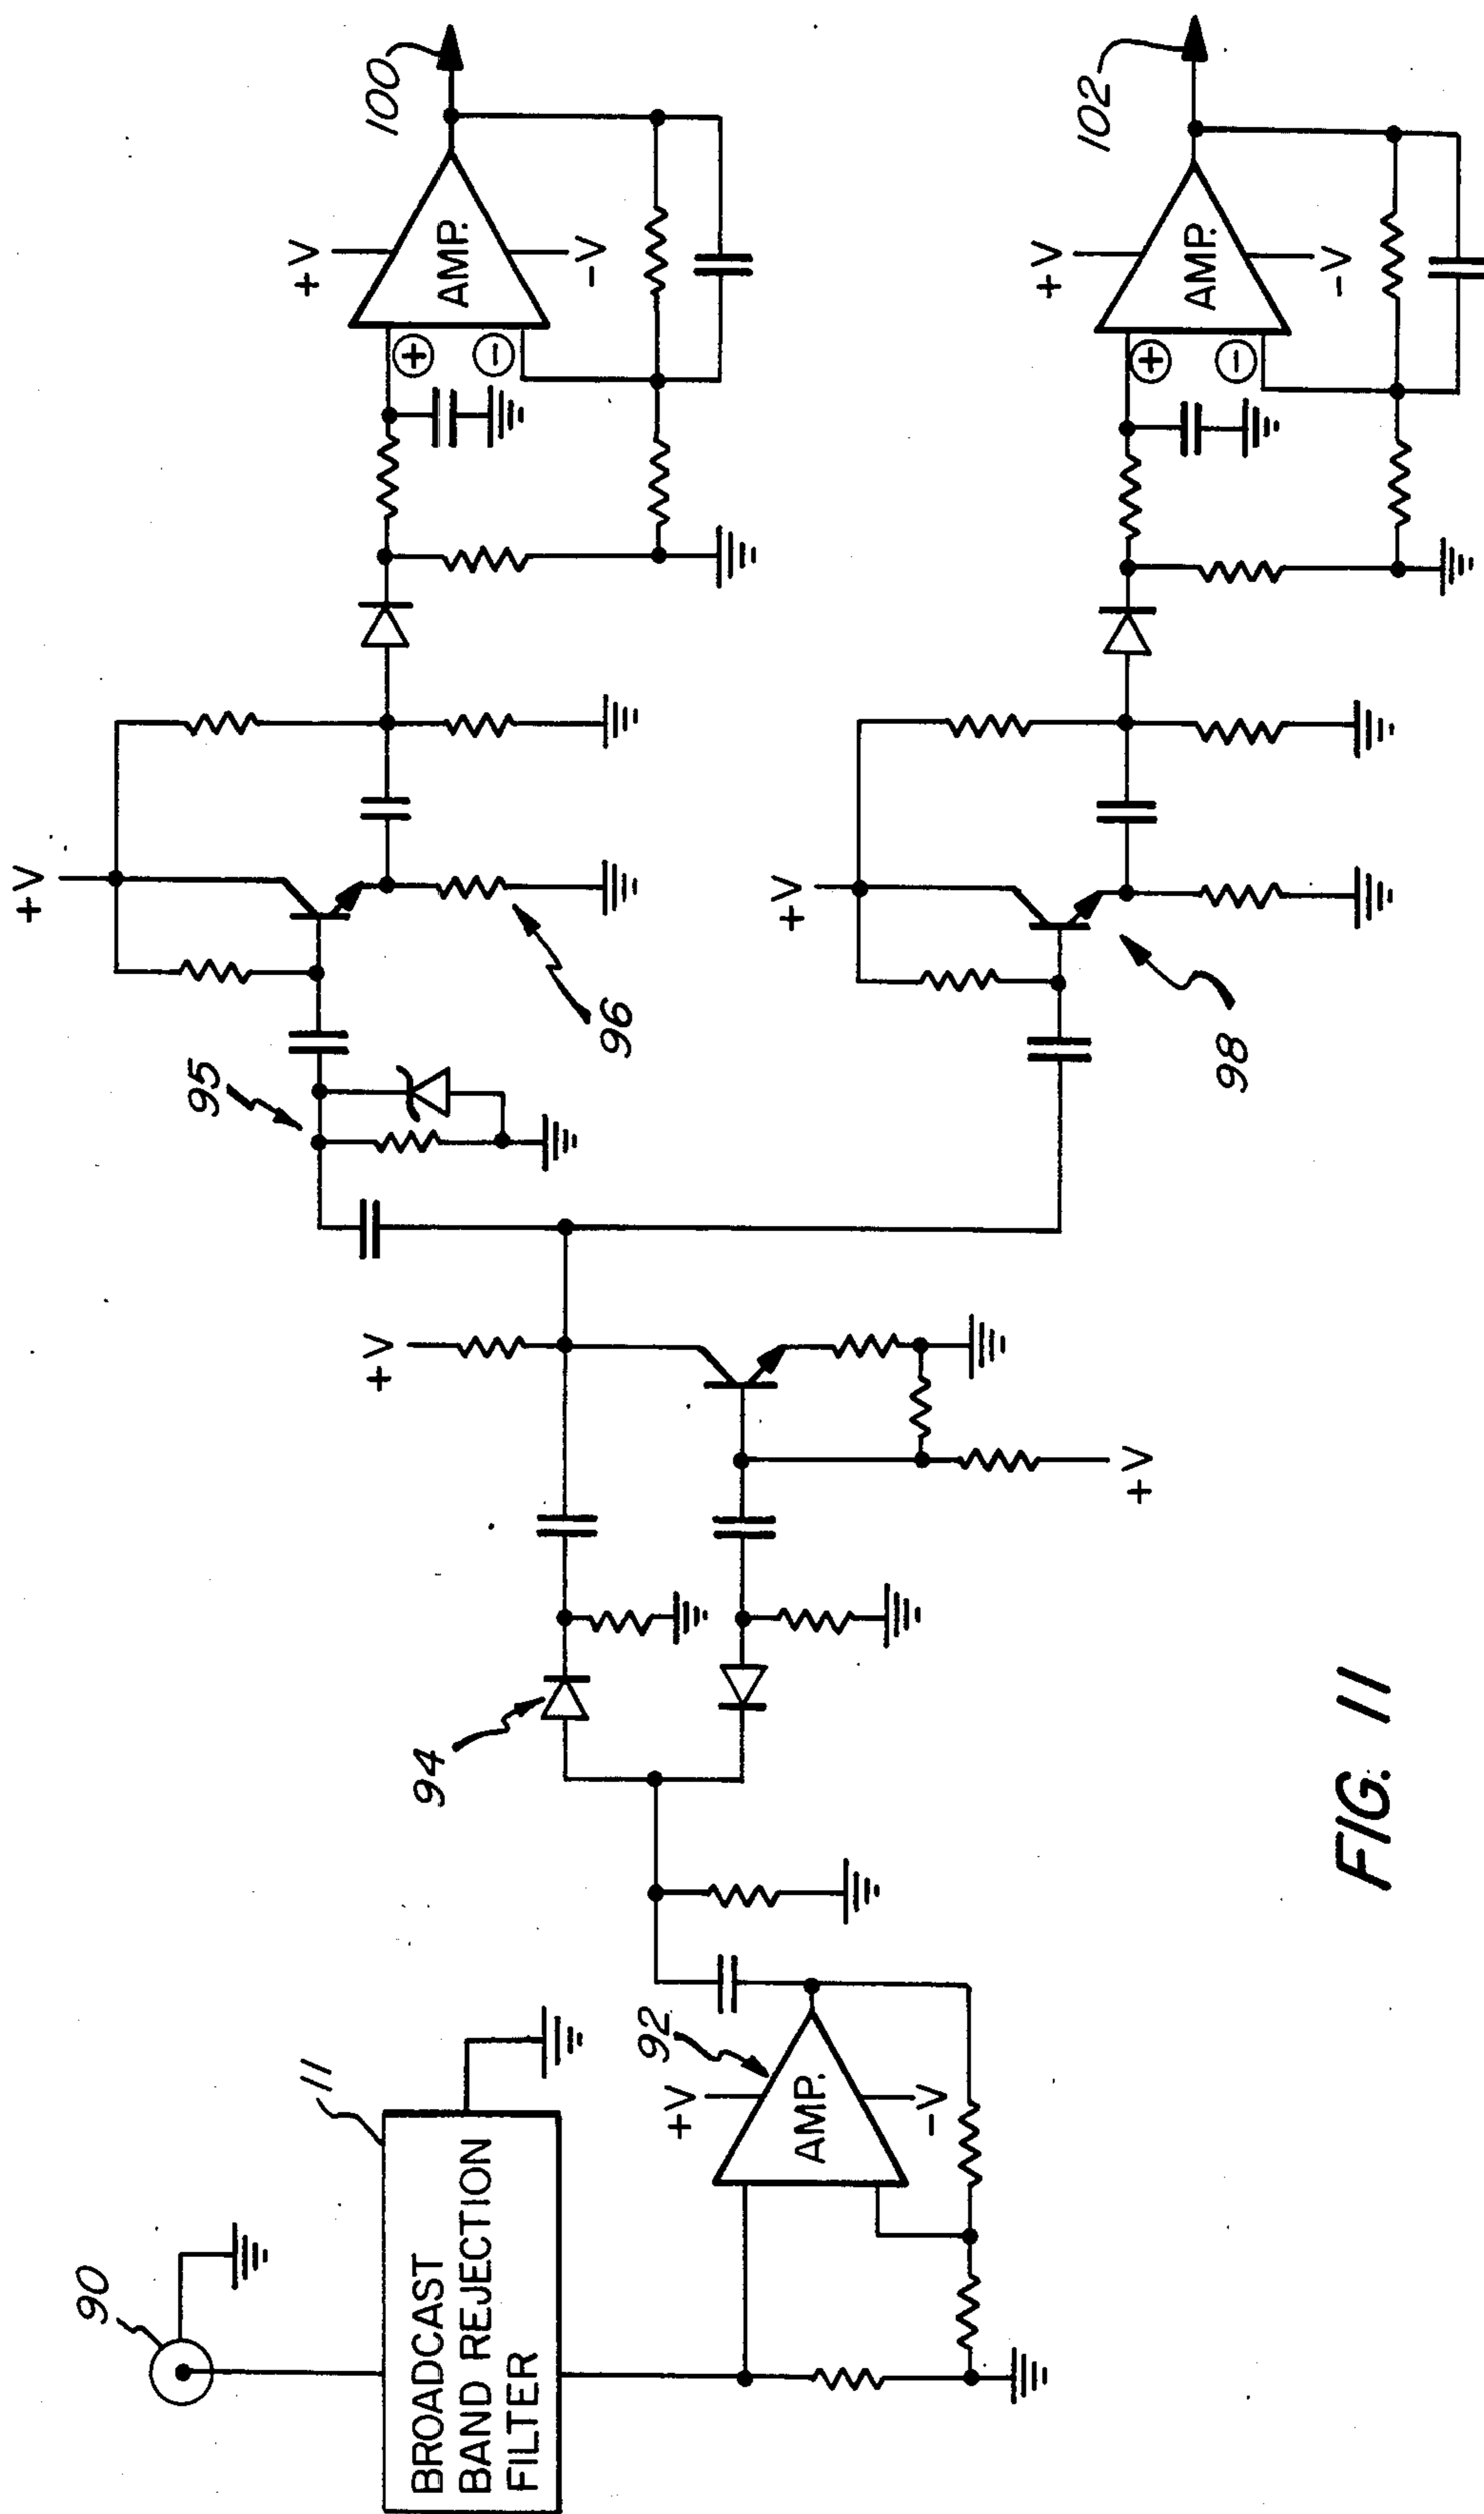 90
11
BROADCAST
BAND REJECTION
FILTER
92
+V
AMP.
-V
94
+V
+V
95
+V
96
+V
98
+V
+
-
AMP.
-V
100
+V
+
-
AMP.
-V
102
FIG. 11